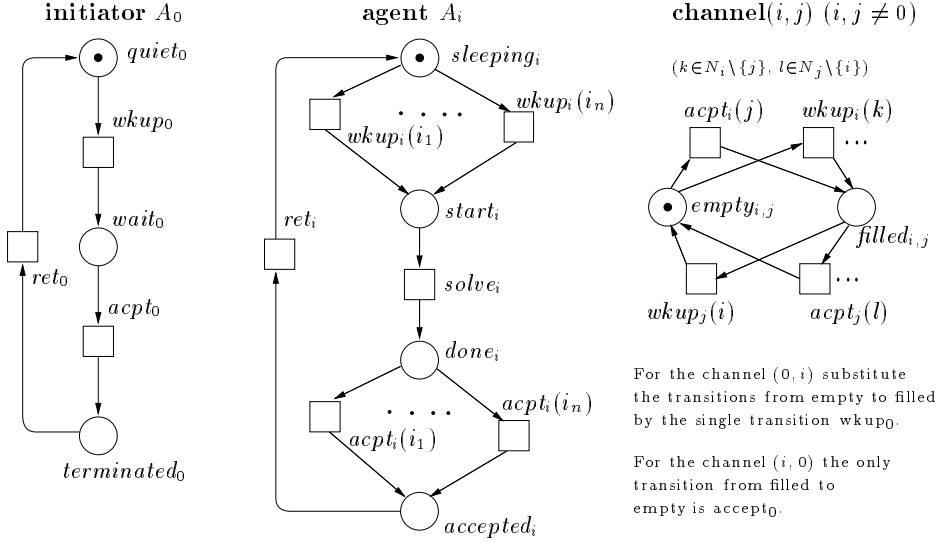 initiator A₀
quiet₀
wkup₀
wait₀
ret₀
acpt₀
terminated₀
agent Aᵢ
sleepingᵢ
wkupᵢ(iₙ)
. . . .
wkupᵢ(i₁)
startᵢ
retᵢ
solveᵢ
doneᵢ
acptᵢ(iₙ)
. . . .
acptᵢ(i₁)
acceptedᵢ
channel(i, j) (i, j ≠ 0)
(k∈Nᵢ\{j}, l∈Nⱼ\{i})
acptᵢ(j) wkupᵢ(k)
...
emptyᵢ,ⱼ
filledᵢ,ⱼ
...
wkupⱼ(i) acptⱼ(l)
For the channel (0, i) substitute
the transitions from empty to filled
by the single transition wkup₀.
For the channel (i, 0) the only
transition from filled to
empty is accept₀.